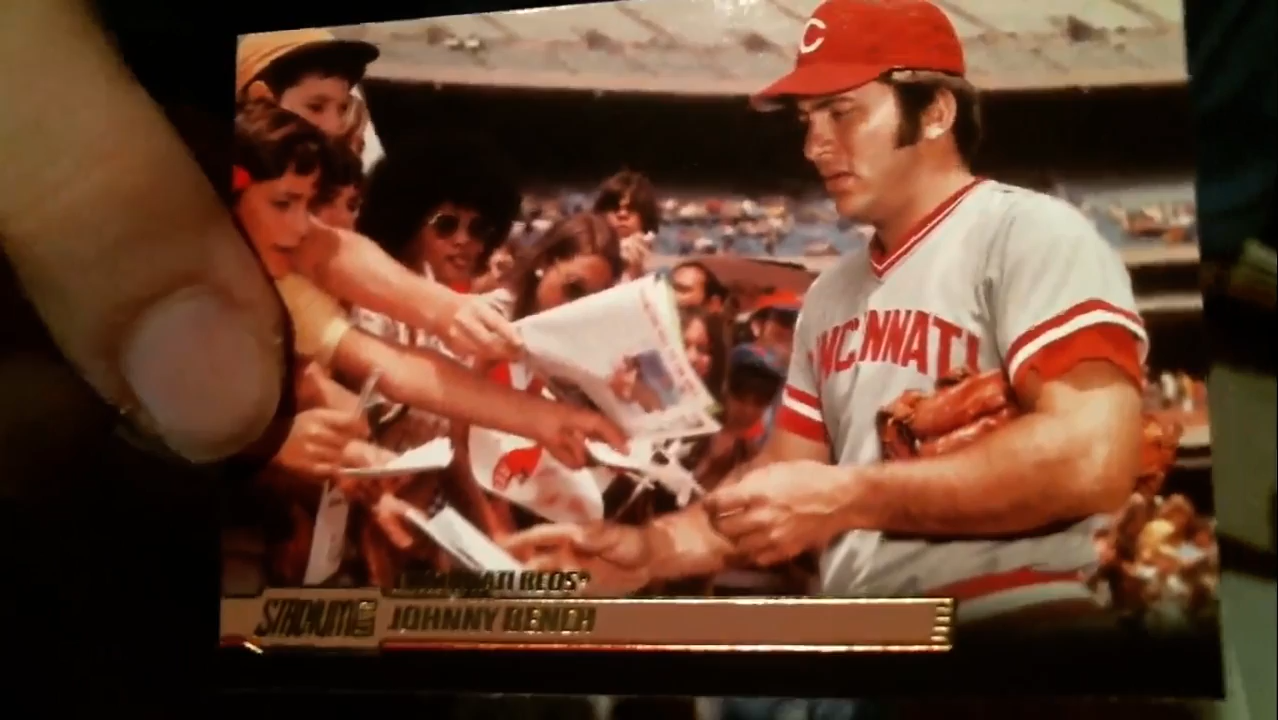 C
CINCINNATI
CINCINNATI REDS®
STADIUM CLUB
JOHNNY BENCH